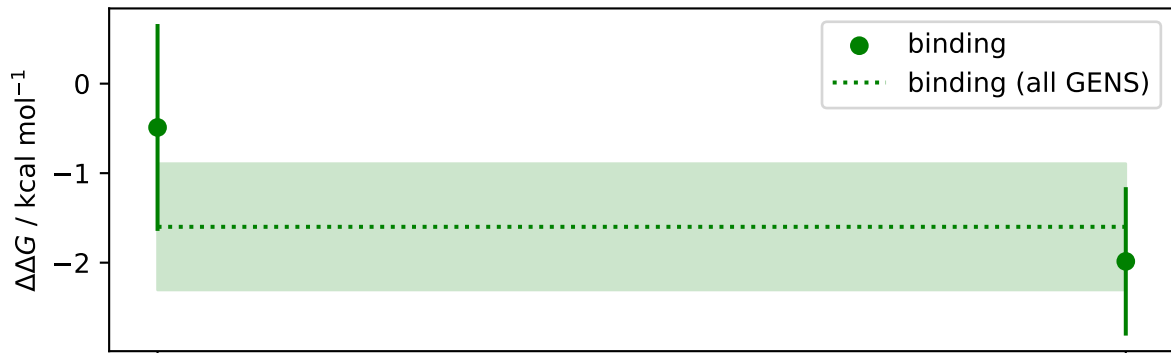 ΔΔG / kcal mol⁻¹
0
−1
−2
binding
binding (all GENS)